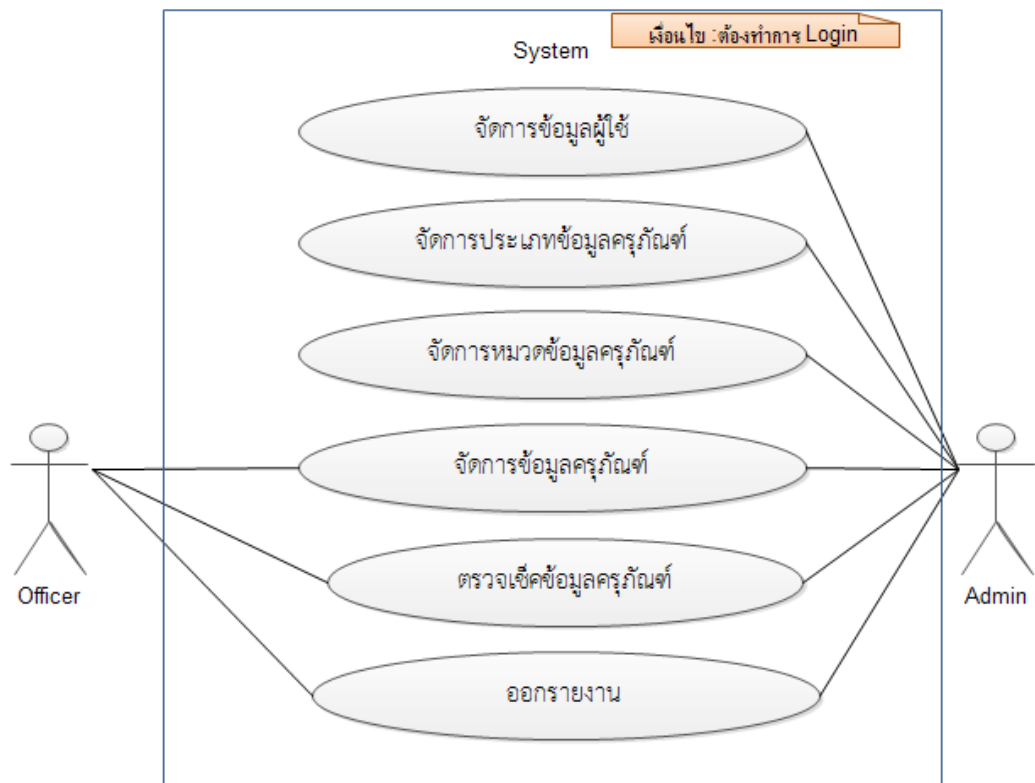 เงื่อนไข :ต้องทำการ Login
System
จัดการข้อมูลผู้ใช้
จัดการประเภทข้อมูลครุภัณฑ์
จัดการหมวดข้อมูลครุภัณฑ์
จัดการข้อมูลครุภัณฑ์
ตรวจเช็คข้อมูลครุภัณฑ์
Officer
Admin
ออกรายงาน